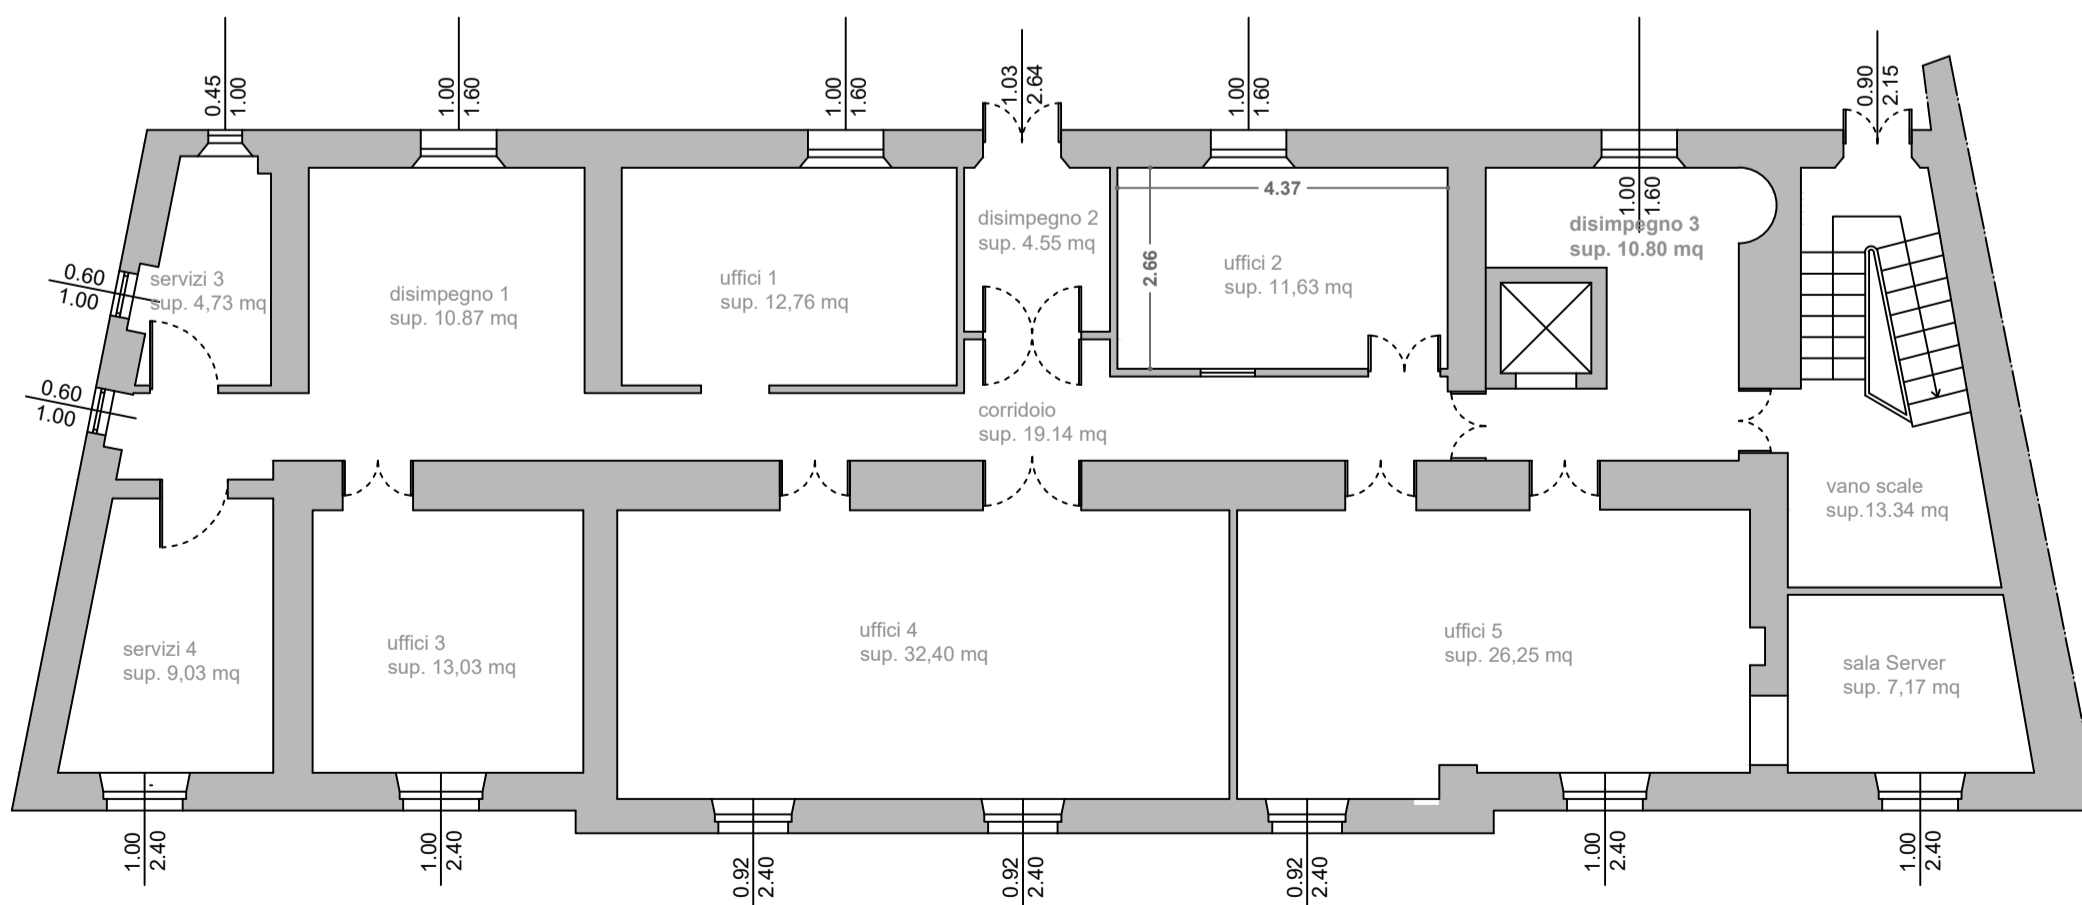 0.45
1.00
1.00
1.60
1.00
1.60
1.03
2.64
1.00
1.60
1.00
1.60
0.90
2.15
4.37
2.66
disimpegno 2
sup. 4.55 mq
disimpegno 3
sup. 10.80 mq
uffici 2
sup. 11,63 mq
0.60
1.00
servizi 3
sup. 4,73 mq
disimpegno 1
sup. 10.87 mq
uffici 1
sup. 12,76 mq
0.60
1.00
corridoio
sup. 19.14 mq
vano scale
sup.13.34 mq
servizi 4
sup. 9,03 mq
uffici 3
sup. 13,03 mq
uffici 4
sup. 32,40 mq
uffici 5
sup. 26,25 mq
sala Server
sup. 7,17 mq
1.00
2.40
1.00
2.40
0.92
2.40
0.92
2.40
0.92
2.40
1.00
2.40
1.00
2.40